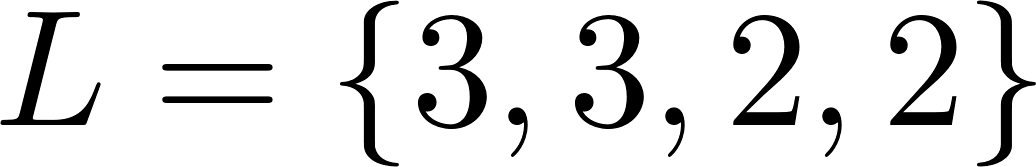 L = {3, 3, 2, 2}